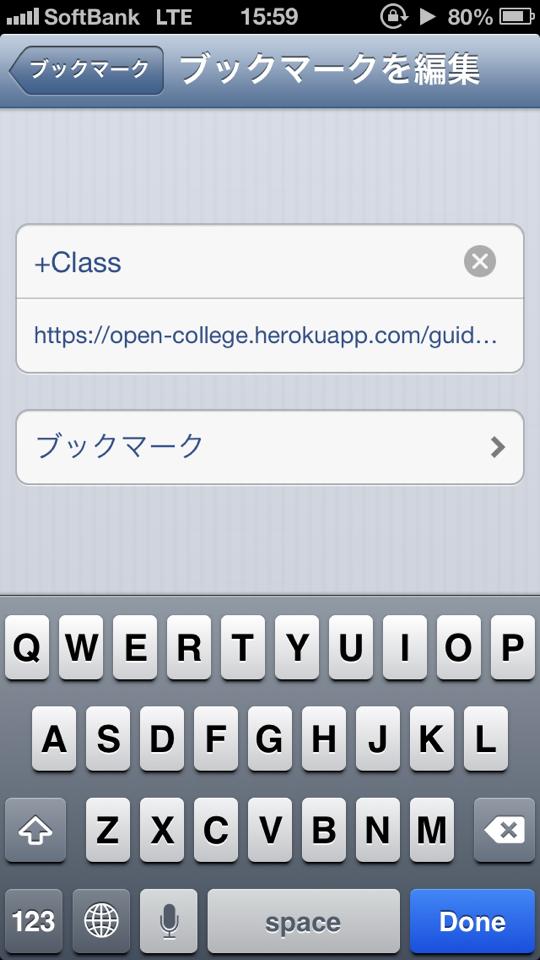 SoftBank LTE 15:59 80%
ブックマーク ブックマークを編集
+Class
https://open-college.herokuapp.com/guid…
ブックマーク
Q W E R T Y U I O P
A S D F G H J K L
Z X C V B N M
123 space Done